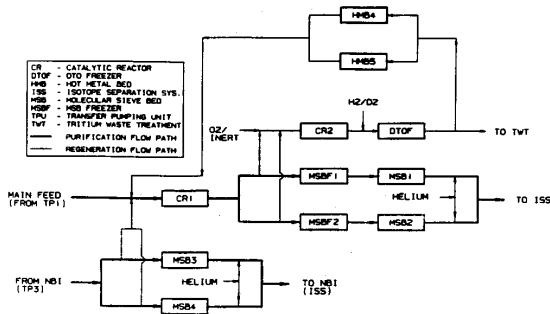 HMB4
HMB5
CR - CATALYTIC REACTOR
DTOF - DTO FREEZER
HMB - HOT METAL BED
ISS - ISOTOPE SEPARATION SYS.
MSB - MOLECULAR SIEVE BED
MSBF - MSB FREEZER
TPU - TRANSFER PUMPING UNIT
TWT - TRITIUM WASTE TREATMENT
PURIFICATION FLOW PATH
REGENERATION FLOW PATH
H2/O2
O2/
INERT
CR2
DTOF
TO TWT
MAIN FEED
(FROM TP1)
CR1
MSBF1
MSB1
HELIUM
TO ISS
MSBF2
MSB2
FROM NBI
(TP3)
MSB3
HELIUM
TO NBI
(ISS)
MSB4